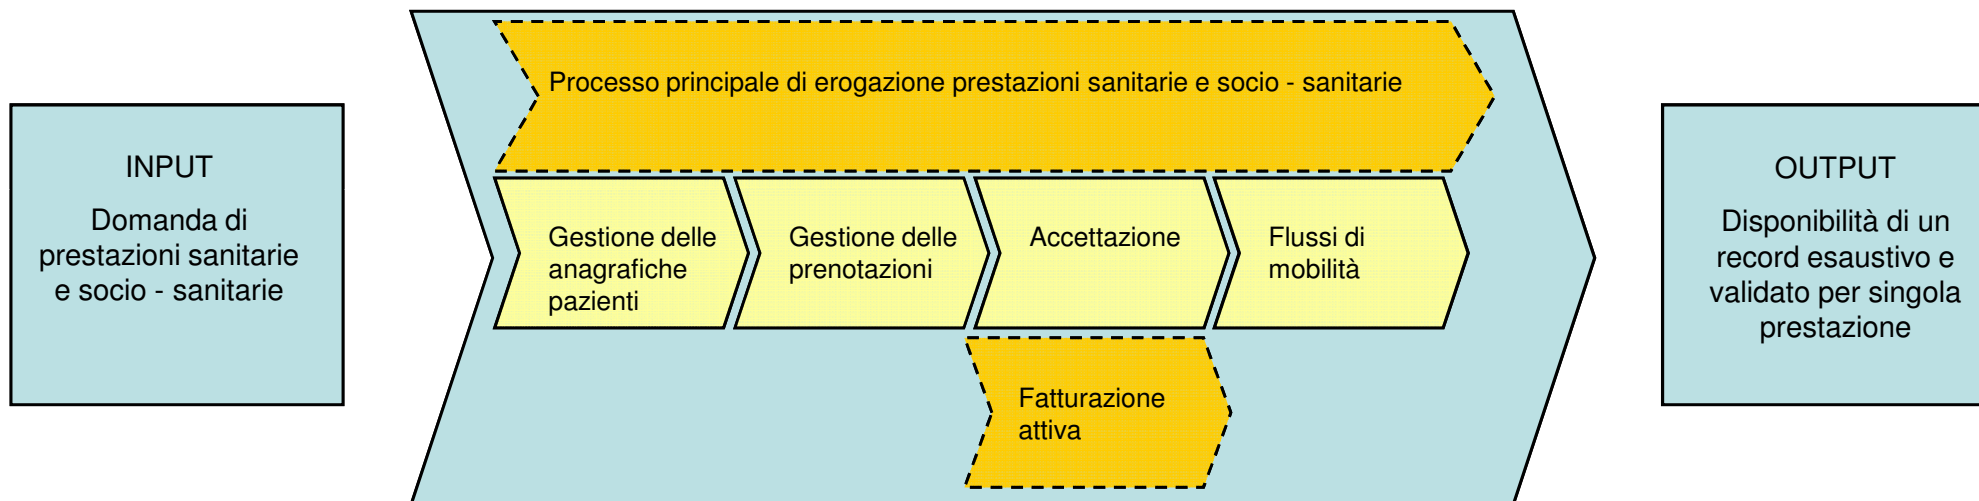 INPUT
Domanda di
prestazioni sanitarie
e socio - sanitarie
Processo principale di erogazione prestazioni sanitarie e socio - sanitarie
Gestione delle
anagrafiche
pazienti
Gestione delle
prenotazioni
Accettazione
Flussi di
mobilità
Fatturazione
attiva
OUTPUT
Disponibilità di un
record esaustivo e
validato per singola
prestazione